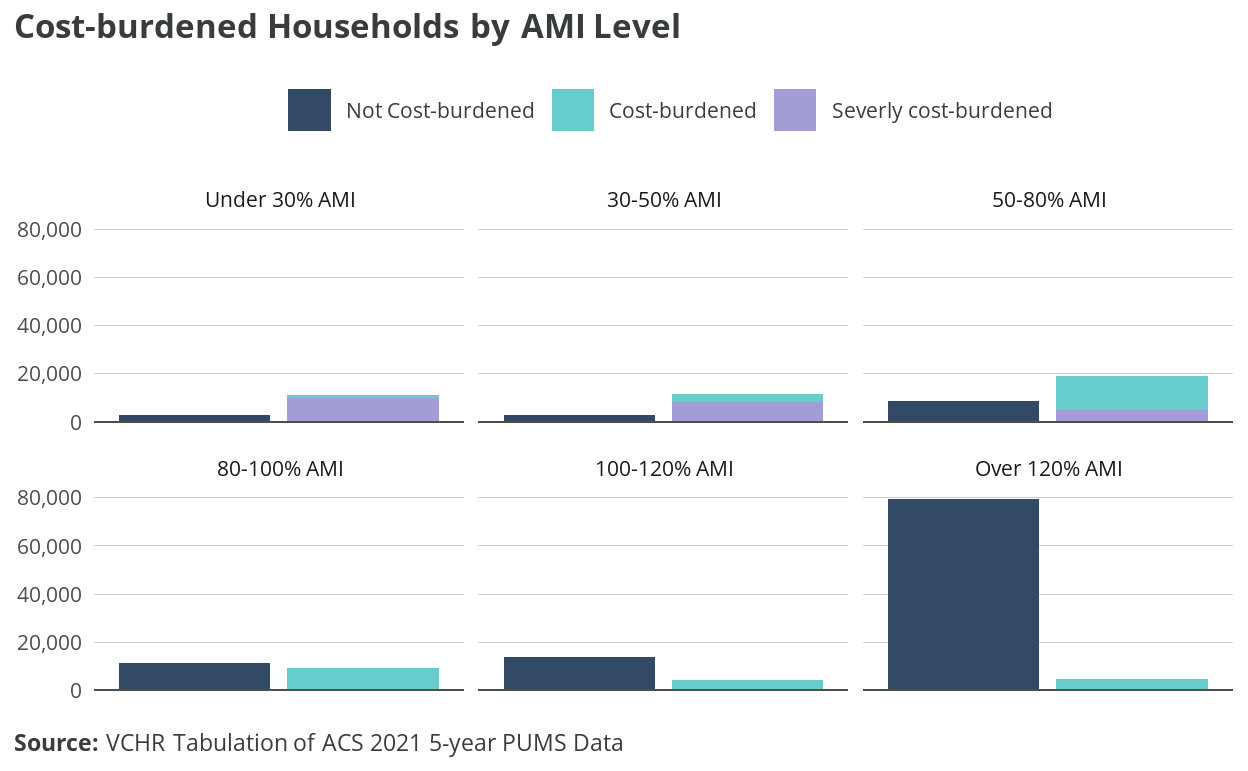 Cost-burdened Households by AMI Level
Not Cost-burdened Cost-burdened Severly cost-burdened
Under 30% AMI 30-50% AMI 50-80% AMI
80,000
60,000
40,000
20,000
0
80-100% AMI 100-120% AMI Over 120% AMI
80,000
60,000
40,000
20,000
0
Source: VCHR Tabulation of ACS 2021 5-year PUMS Data